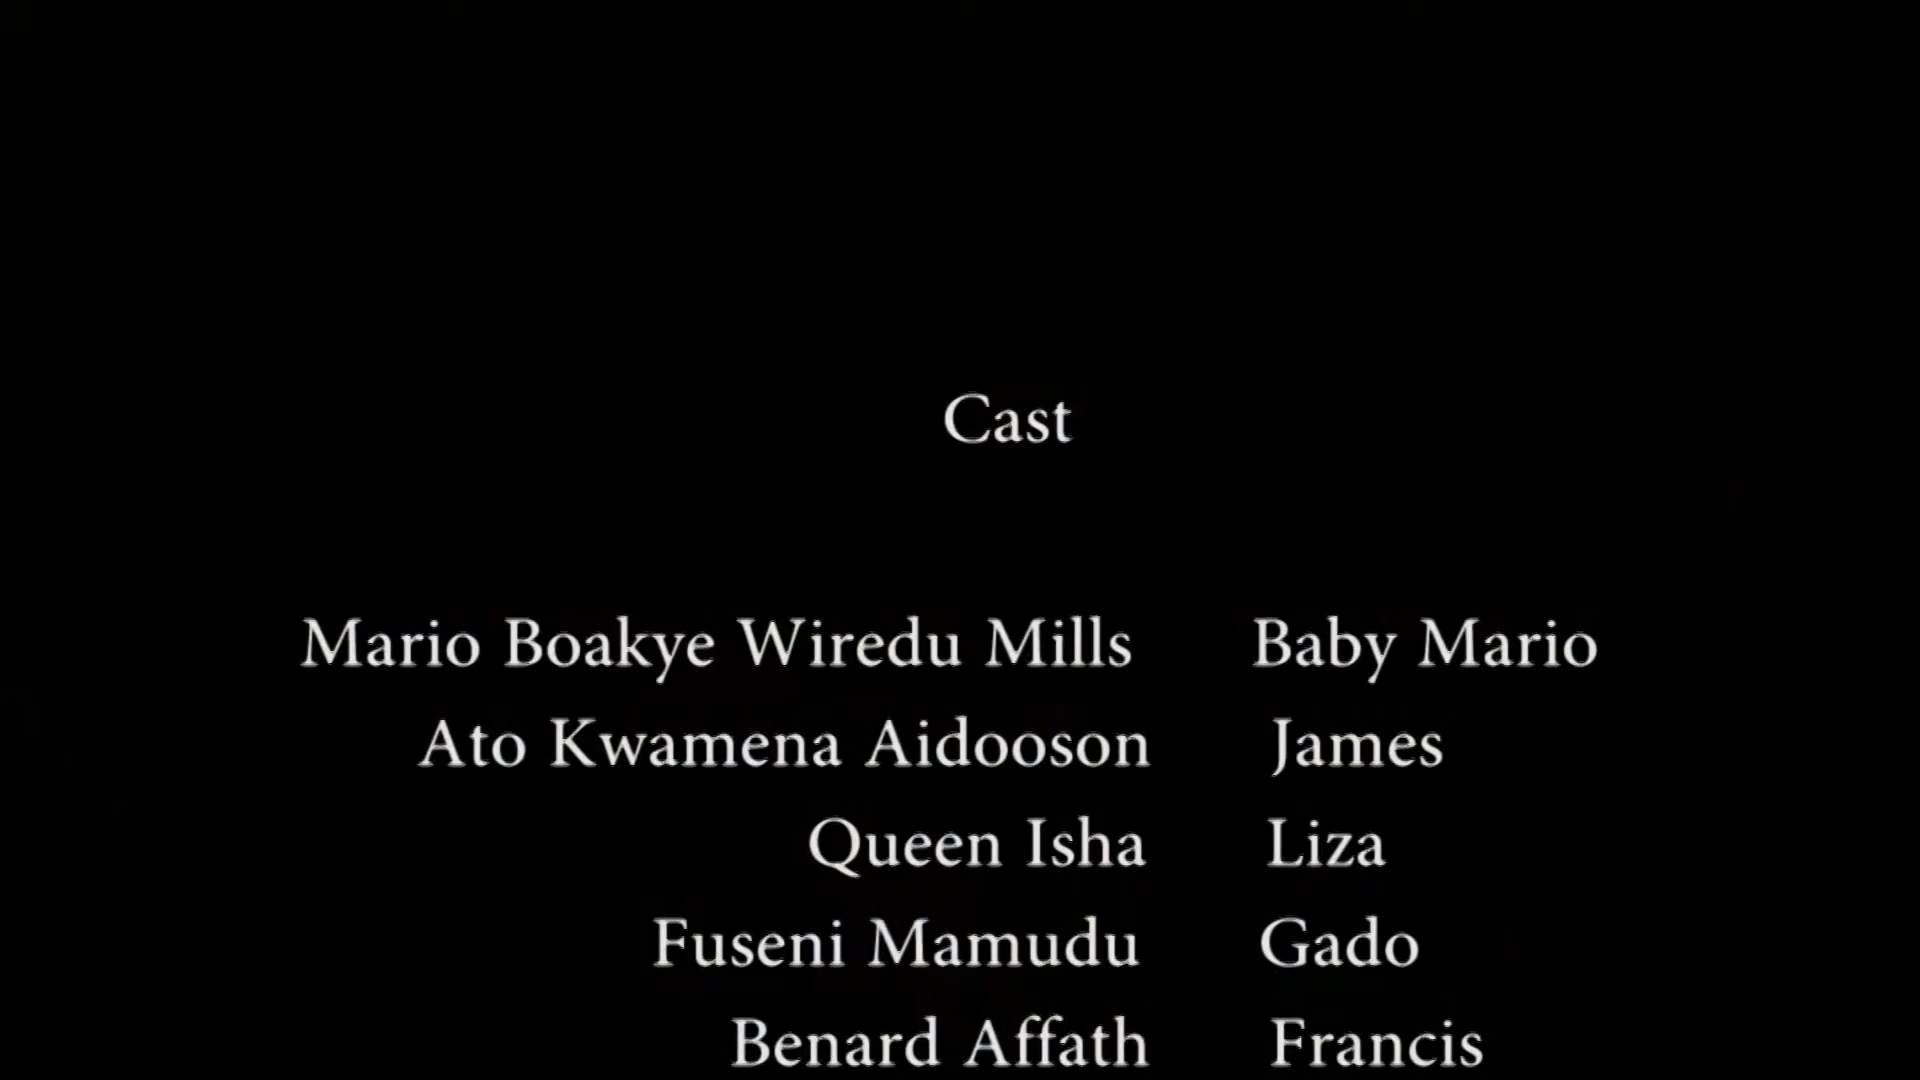 Cast
Mario Boakye Wiredu Mills Baby Mario
Ato Kwamena Aidooson James
Queen Isha Liza
Fuseni Mamudu Gado
Benard Affath Francis